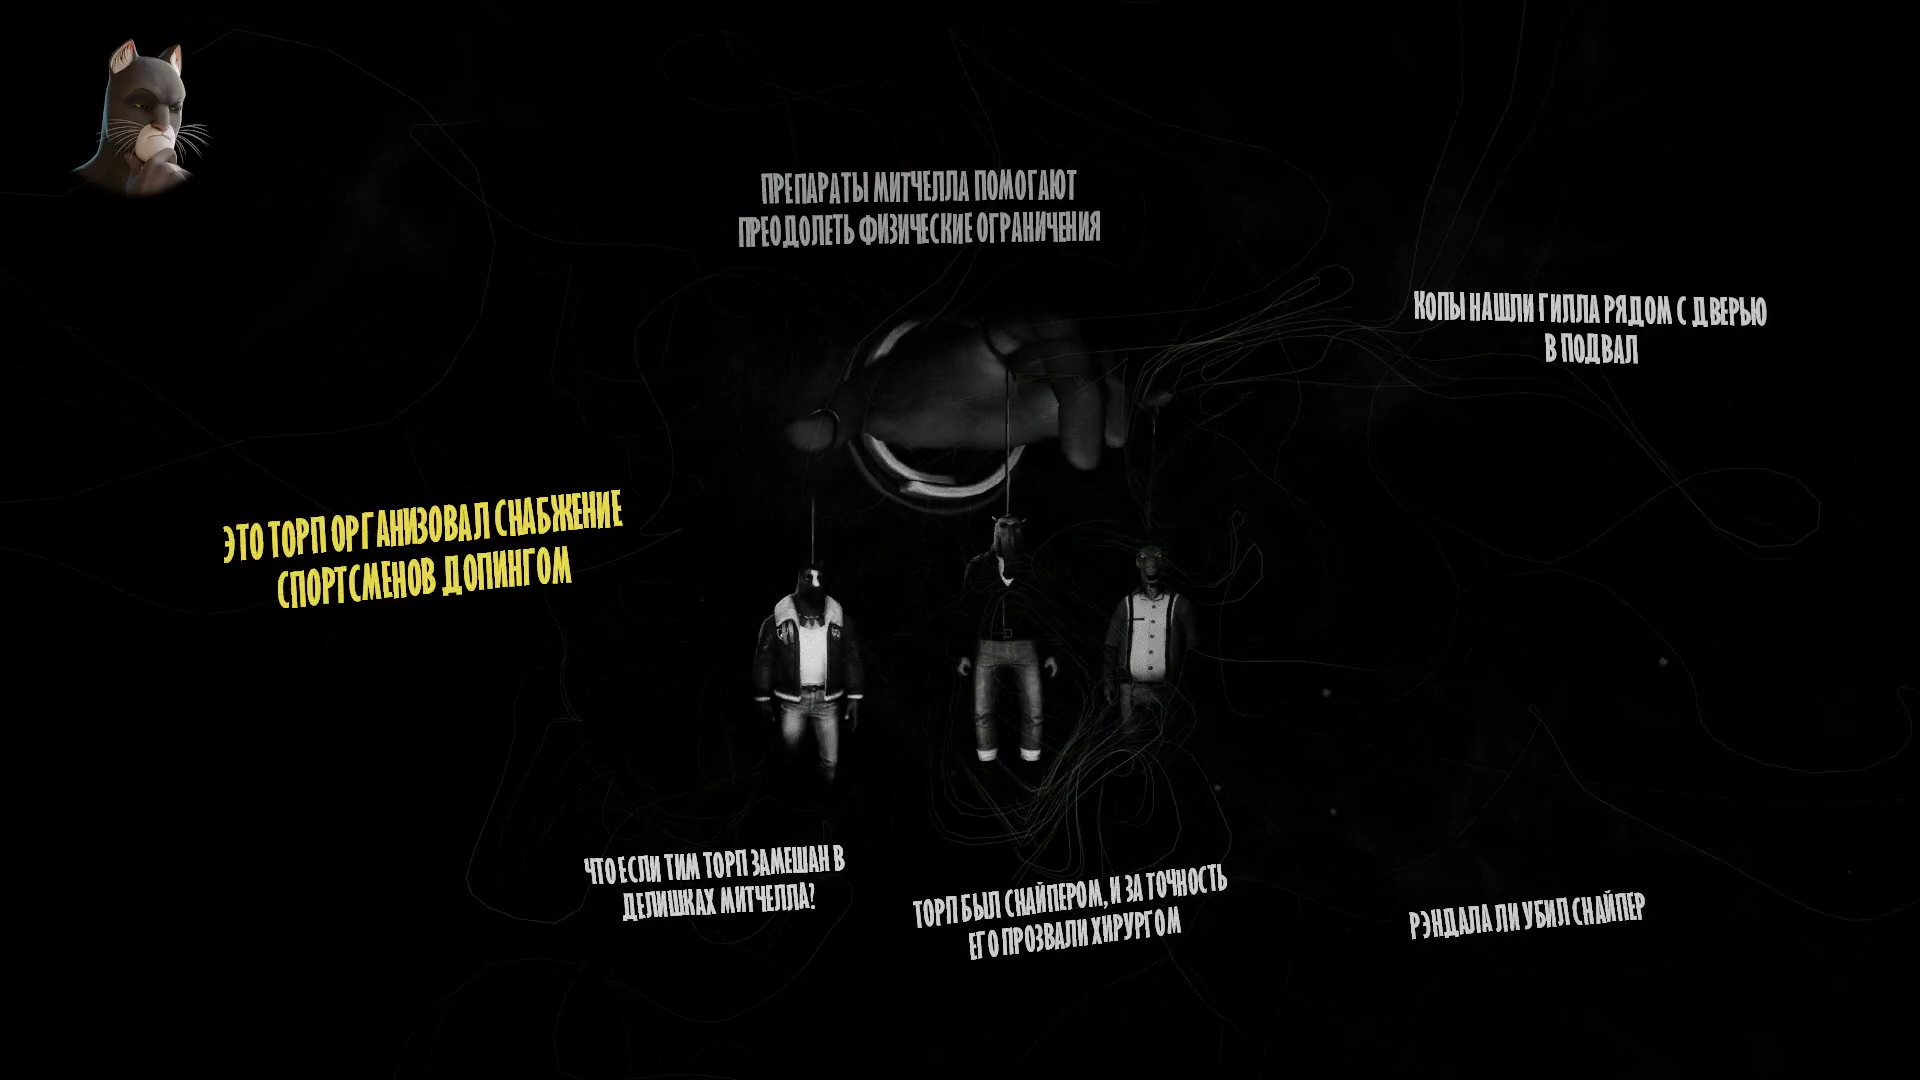 ПРЕПАРАТЫ МИТЧЕЛЛА ПОМОГАЮТ
ПРЕОДОЛЕТЬ ФИЗИЧЕСКИЕ ОГРАНИЧЕНИЯ
КОПЫ НАШЛИ ГИЛЛА РЯДОМ С ДВЕРЬЮ
В ПОДВАЛ
ЭТО ТОРП ОРГАНИЗОВАЛ СНАБЖЕНИЕ
СПОРТСМЕНОВ ДОПИНГОМ
ЧТО ЕСЛИ ТИМ ТОРП ЗАМЕШАН В
ДЕЛИШКАХ МИТЧЕЛЛА?
ТОРП БЫЛ СНАЙПЕРОМ, И ЗА ТОЧНОСТЬ
ЕГО ПРОЗВАЛИ ХИРУРГОМ
РЭНДАЛА ЛИ УБИЛ СНАЙПЕР